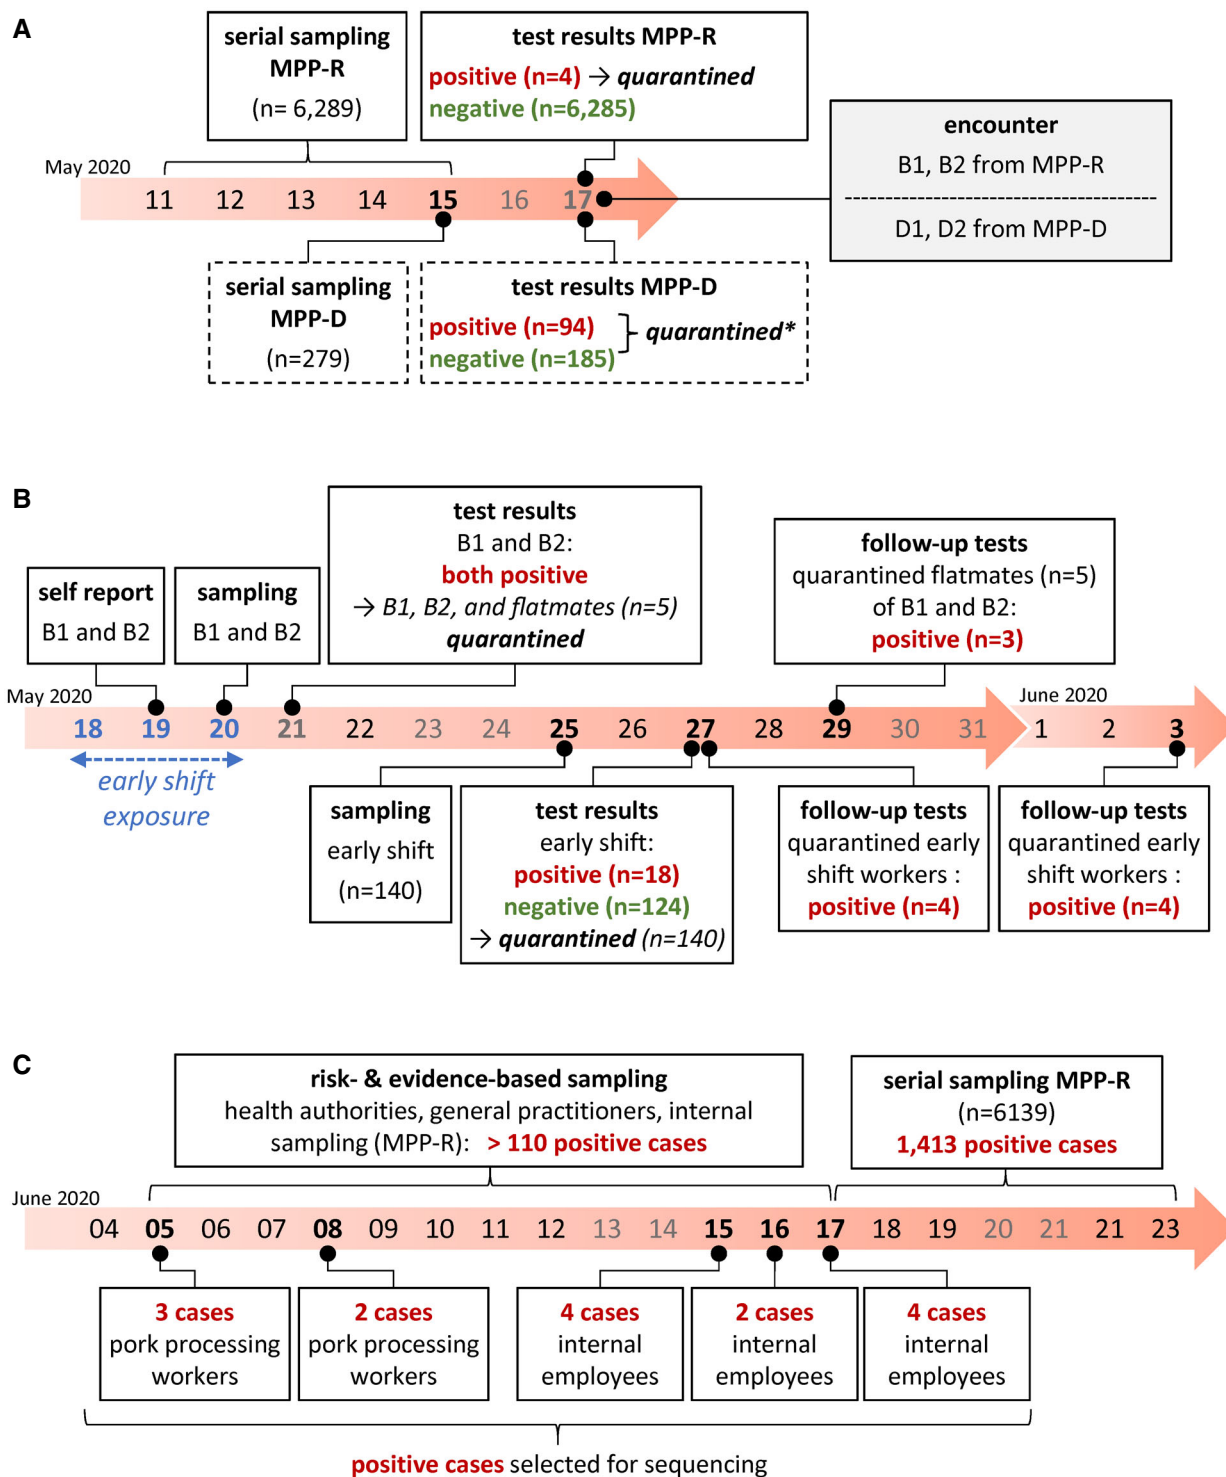 A
serial sampling
MPP-R
(n= 6,289)
test results MPP-R
positive (n=4) → quarantined
negative (n=6,285)
encounter
B1, B2 from MPP-R
D1, D2 from MPP-D
May 2020
11 12 13 14 15 16 17
serial sampling
MPP-D
(n=279)
test results MPP-D
positive (n=94)
negative (n=185)
quarantined*
B
self report
B1 and B2
sampling
B1 and B2
test results
B1 and B2:
both positive
→ B1, B2, and flatmates (n=5)
quarantined
follow-up tests
quarantined flatmates (n=5)
of B1 and B2:
positive (n=3)
May 2020
June 2020
18 19 20 21 22 23 24 25 26 27 28 29 30 31 1 2 3
early shift
exposure
sampling
early shift
(n=140)
test results
early shift:
positive (n=18)
negative (n=124)
→ quarantined (n=140)
follow-up tests
quarantined early
shift workers :
positive (n=4)
follow-up tests
quarantined early
shift workers :
positive (n=4)
C
risk- & evidence-based sampling
health authorities, general practitioners, internal
sampling (MPP-R): > 110 positive cases
serial sampling MPP-R
(n=6139)
1,413 positive cases
June 2020
04 05 06 07 08 09 10 11 12 13 14 15 16 17 18 19 20 21 21 23
3 cases
pork processing
workers
2 cases
pork processing
workers
4 cases
internal
employees
2 cases
internal
employees
4 cases
internal
employees
positive cases selected for sequencing